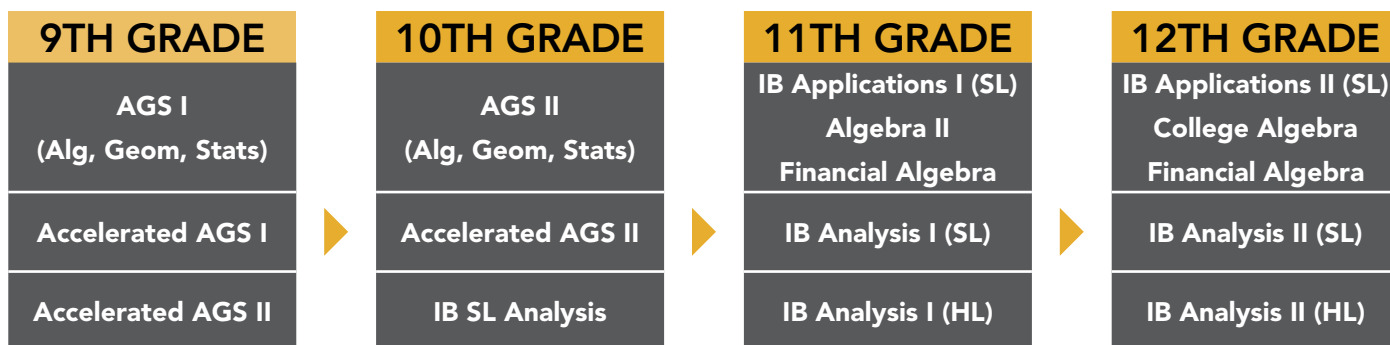 9TH GRADE
AGS I
(Alg, Geom, Stats)
Accelerated AGS I
Accelerated AGS II
10TH GRADE
AGS II
(Alg, Geom, Stats)
Accelerated AGS II
IB SL Analysis
11TH GRADE
IB Applications I (SL)
Algebra II
Financial Algebra
IB Analysis I (SL)
IB Analysis I (HL)
12TH GRADE
IB Applications II (SL)
College Algebra
Financial Algebra
IB Analysis II (SL)
IB Analysis II (HL)